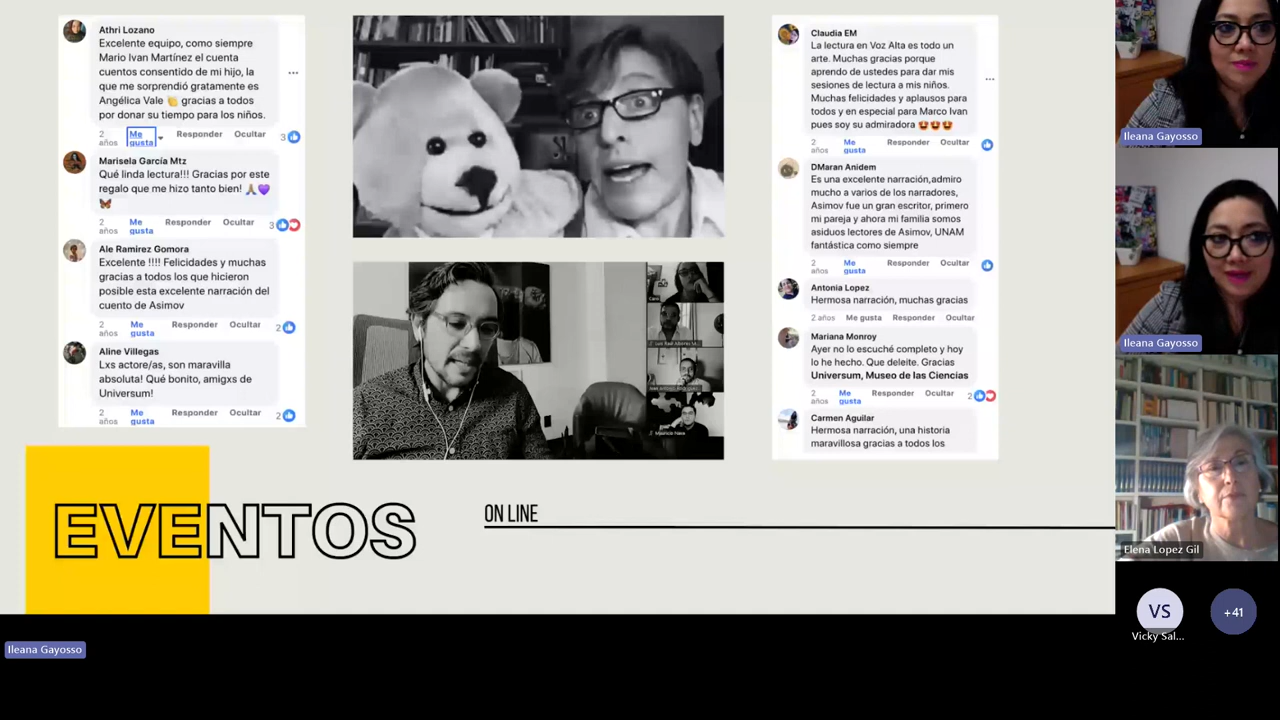 Athri Lozano
Excelente equipo, como siempre
Mario Ivan Martínez el cuenta
cuentos consentido de mi hijo, la
que me sorprendió gratamente es
Angélica Vale 👏 gracias a todos
por donar su tiempo para los niños.
2 años Me gusta Responder Ocultar 3
Marisela García Mtz
Qué linda lectura!!! Gracias por este
regalo que me hizo tanto bien! 🙏💜
🦋
2 años Me gusta Responder Ocultar 3
Ale Ramirez Gomora
Excelente !!!! Felicidades y muchas
gracias a todos los que hicieron
posible esta excelente narración del
cuento de Asimov
2 años Me gusta Responder Ocultar 2
Aline Villegas
Lxs actore/as, son maravilla
absoluta! Qué bonito, amigxs de
Universum!
2 años Me gusta Responder Ocultar 2
Claudia EM
La lectura en Voz Alta es todo un
arte. Muchas gracias porque
aprendo de ustedes para dar mis
sesiones de lectura a mis niños.
Muchas felicidades y aplausos para
todos y en especial para Marco Ivan
pues soy su admiradora 🤩🤩🤩
2 años Me gusta Responder Ocultar
DMaran Anidem
Es una excelente narración,admiro
mucho a varios de los narradores,
Asimov fue un gran escritor, primero
mi pareja y ahora mi familia somos
asiduos lectores de Asimov, UNAM
fantástica como siempre
2 años Me gusta Responder Ocultar
Antonia Lopez
Hermosa narración, muchas gracias
2 años Me gusta Responder Ocultar
Mariana Monroy
Ayer no lo escuché completo y hoy
lo he hecho. Que deleite. Gracias
Universum, Museo de las Ciencias
2 años Me gusta Responder Ocultar 2
Carmen Aguilar
Hermosa narración, una historia
maravillosa gracias a todos los
EVENTOS
ON LINE
Ileana Gayosso
Ileana Gayosso
Elena Lopez Gil
VS
Vicky Sal...
+41
Ileana Gayosso